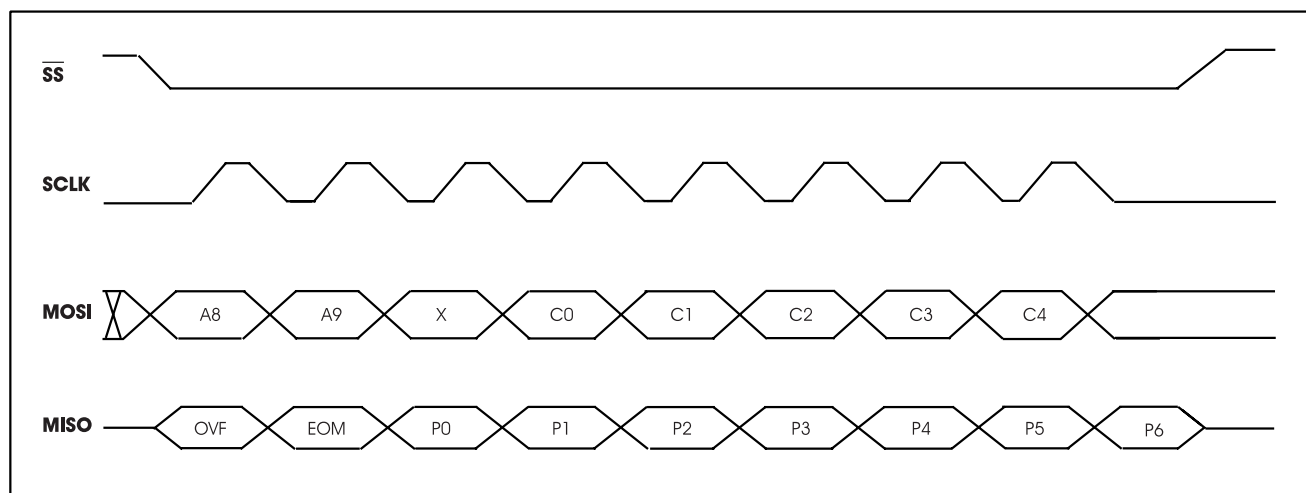 SS
SCLK
MOSI A8 A9 X C0 C1 C2 C3 C4
MISO OVF EOM P0 P1 P2 P3 P4 P5 P6